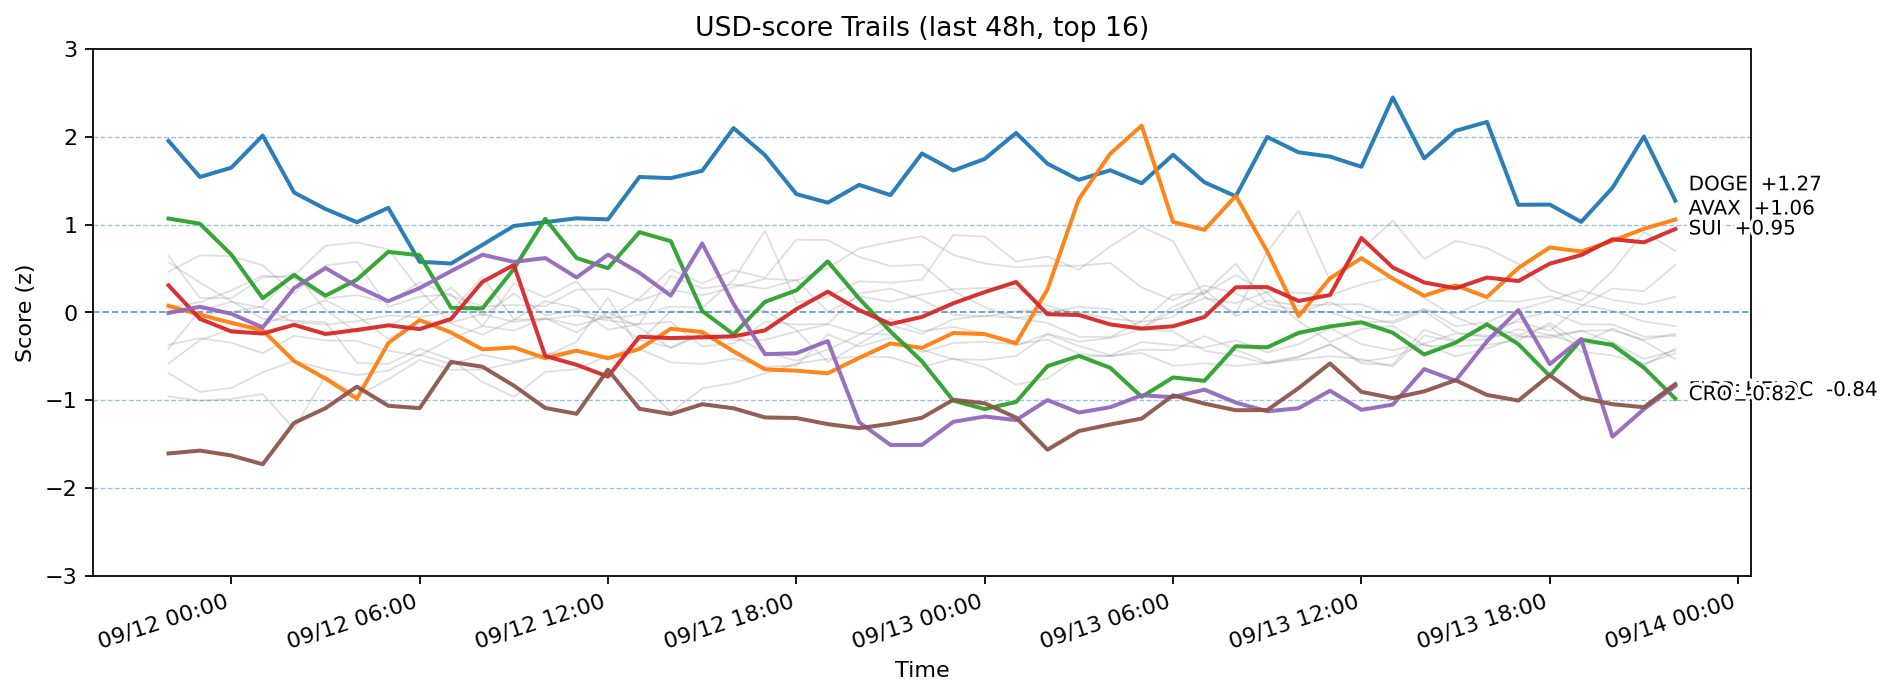 USD-score Trails (last 48h, top 16)
3
2
1
0
−1
−2
−3
Score (z)
DOGE +1.27
AVAX +1.06
SUI +0.95
-0.84
CRO -0.82
09/12 00:00
09/12 06:00
09/12 12:00
09/12 18:00
09/13 00:00
09/13 06:00
09/13 12:00
09/13 18:00
09/14 00:00
Time